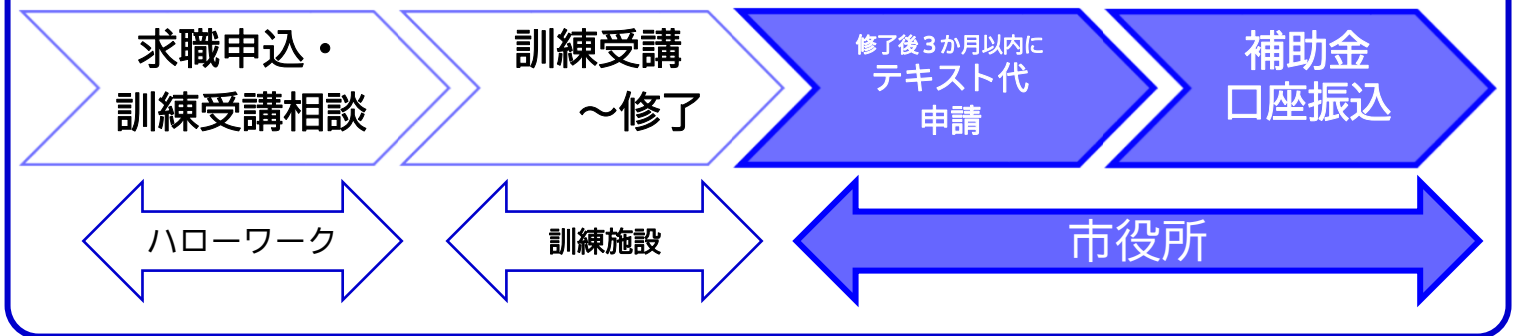 求職申込・
訓練受講相談
訓練受講
～修了
修了後３か月以内に
テキスト代
申請
補助金
口座振込
ハローワーク
訓練施設
市役所